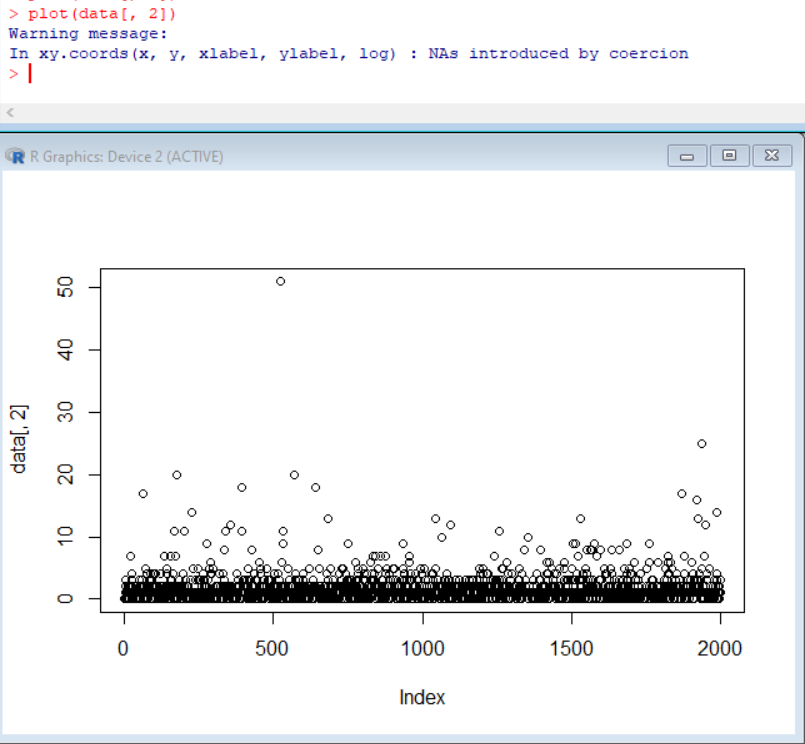 > plot(data[, 2])
Warning message:
In xy.coords(x, y, xlabel, ylabel, log) : NAs introduced by coercion
>
R Graphics: Device 2 (ACTIVE)
50
40
30
20
10
0
data[, 2]
0 500 1000 1500 2000
Index